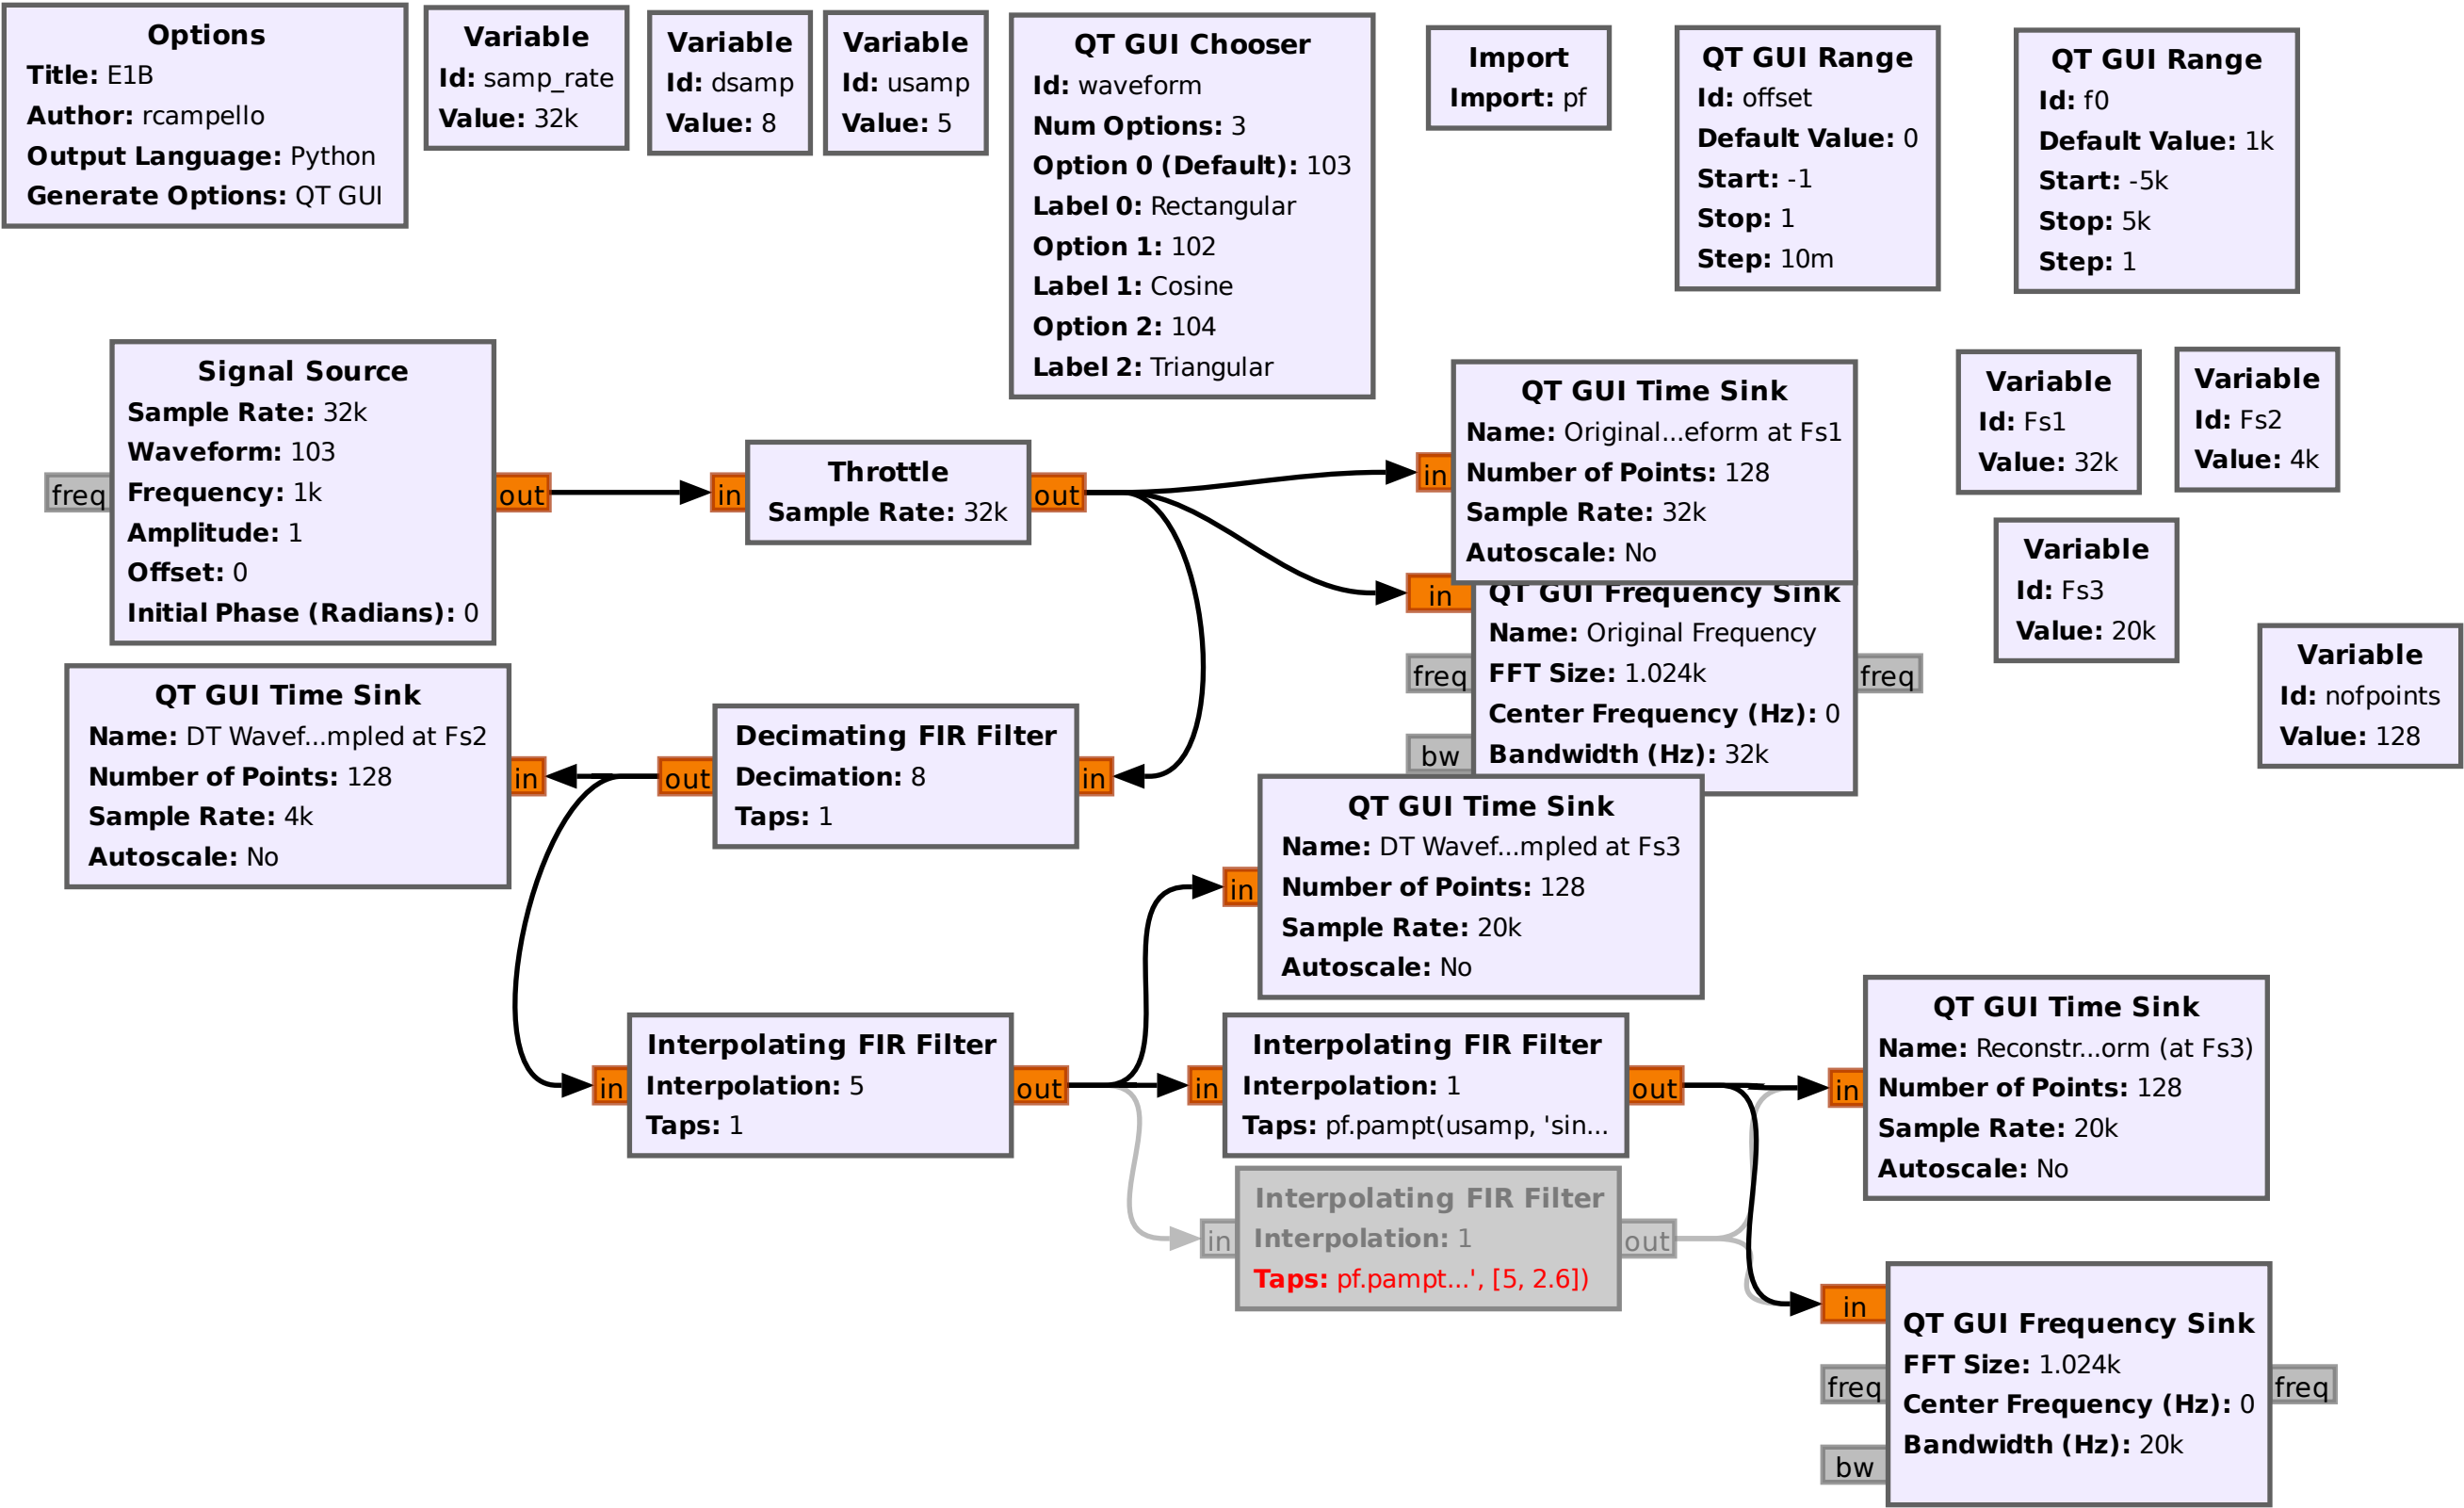 Options
Title: E1B
Author: rcampello
Output Language: Python
Generate Options: QT GUI
Variable
Id: samp_rate
Value: 32k
Variable
Id: dsamp
Value: 8
Variable
Id: usamp
Value: 5
QT GUI Chooser
Id: waveform
Num Options: 3
Option 0 (Default): 103
Label 0: Rectangular
Option 1: 102
Label 1: Cosine
Option 2: 104
Label 2: Triangular
Import
Import: pf
QT GUI Range
Id: offset
Default Value: 0
Start: -1
Stop: 1
Step: 10m
QT GUI Range
Id: f0
Default Value: 1k
Start: -5k
Stop: 5k
Step: 1
freq
Signal Source
Sample Rate: 32k
Waveform: 103
Frequency: 1k
Amplitude: 1
Offset: 0
Initial Phase (Radians): 0
out
in
Throttle
Sample Rate: 32k
out
in
QT GUI Time Sink
Name: Original...eform at Fs1
Number of Points: 128
Sample Rate: 32k
Autoscale: No
Variable
Id: Fs1
Value: 32k
Variable
Id: Fs2
Value: 4k
Variable
Id: Fs3
Value: 20k
Variable
Id: nofpoints
Value: 128
in
freq
bw
QT GUI Frequency Sink
Name: Original Frequency
FFT Size: 1.024k
Center Frequency (Hz): 0
Bandwidth (Hz): 32k
freq
QT GUI Time Sink
Name: DT Wavef...mpled at Fs2
Number of Points: 128
Sample Rate: 4k
Autoscale: No
in
out
Decimating FIR Filter
Decimation: 8
Taps: 1
in
in
QT GUI Time Sink
Name: DT Wavef...mpled at Fs3
Number of Points: 128
Sample Rate: 20k
Autoscale: No
in
Interpolating FIR Filter
Interpolation: 5
Taps: 1
out
in
Interpolating FIR Filter
Interpolation: 1
Taps: pf.pampt(usamp, 'sin...
out
in
QT GUI Time Sink
Name: Reconstr...orm (at Fs3)
Number of Points: 128
Sample Rate: 20k
Autoscale: No
in
Interpolating FIR Filter
Interpolation: 1
Taps: pf.pampt...', [5, 2.6])
out
in
freq
bw
QT GUI Frequency Sink
FFT Size: 1.024k
Center Frequency (Hz): 0
Bandwidth (Hz): 20k
freq